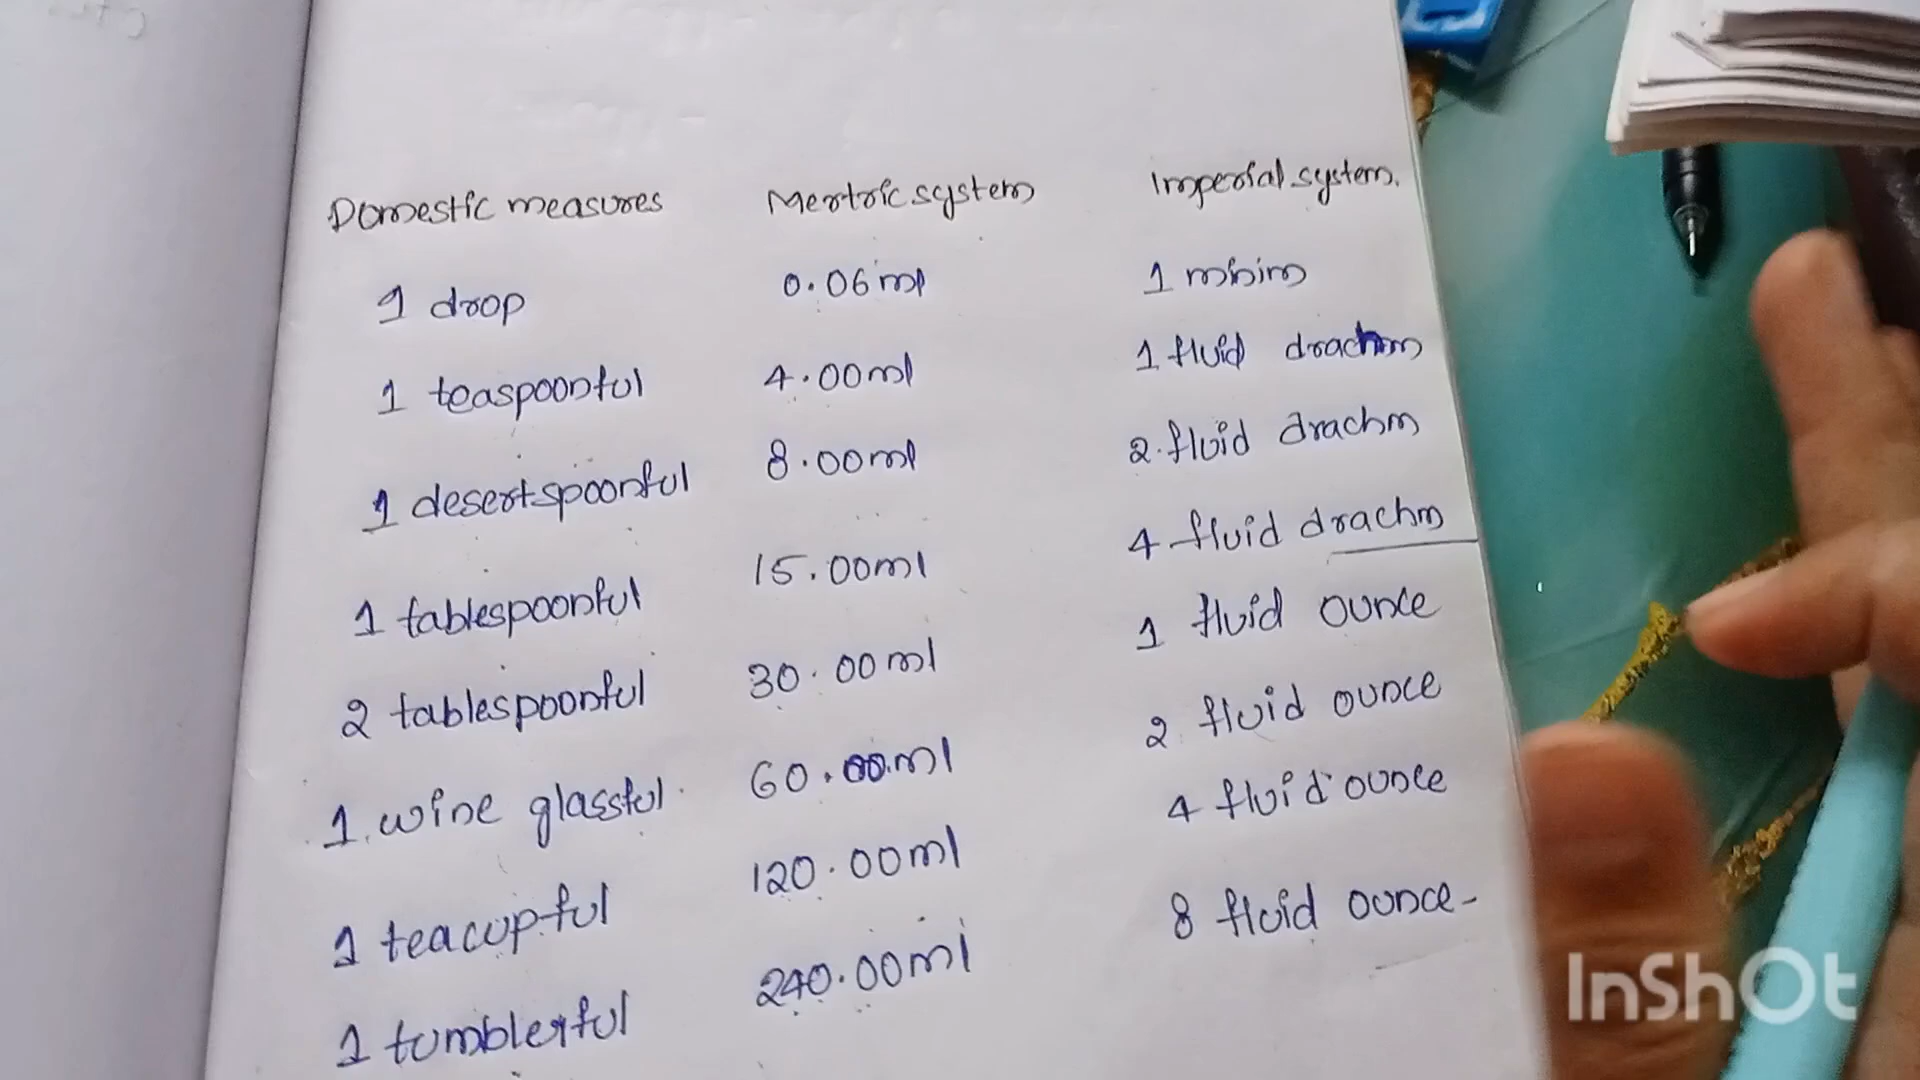 Domestic measures Mertric system Imperial system.
1 drop 0.06 ml 1 minim
1 teaspoonful 4.00ml 1 fluid drachm
1 desertspoonful 8.00ml 2 fluid drachm
1 tablespoonful 15.00ml 4 fluid drachm
2 tablespoonful 30.00ml 1 fluid ounce
1 wine glassful 60.00ml 2 fluid ounce
1 teacupful 120.00ml 4 fluid ounce
1 tumblerful 240.00ml 8 fluid ounce
InShOt